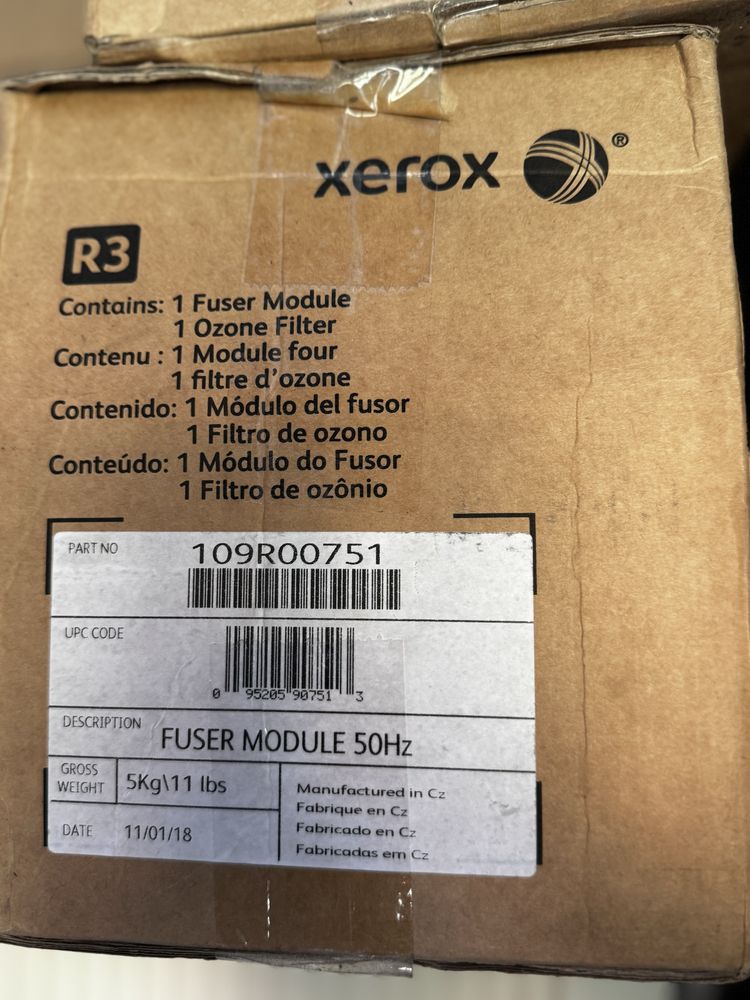 xerox ®
R3
Contains: 1 Fuser Module
1 Ozone Filter
Contenu : 1 Module four
1 filtre d'ozone
Contenido: 1 Módulo del fusor
1 Filtro de ozono
Conteúdo: 1 Módulo do Fusor
1 Filtro de ozônio
PART NO 109R00751
UPC CODE
0 95205 90751 3
DESCRIPTION FUSER MODULE 50Hz
GROSS WEIGHT 5Kg\11 lbs
DATE 11/01/18
Manufactured in Cz
Fabrique en Cz
Fabricado en Cz
Fabricadas em Cz